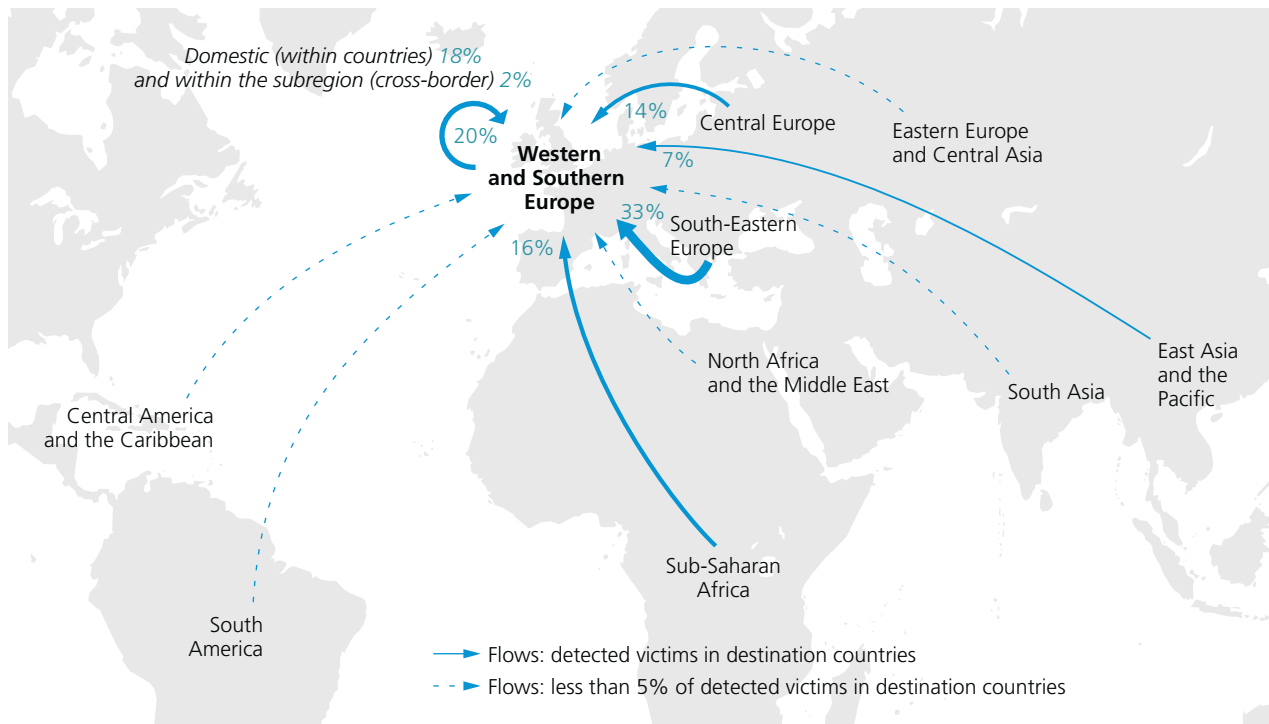 Domestic (within countries) 18%
and within the subregion (cross-border) 2%
20%
14%
Central Europe
Eastern Europe
and Central Asia
Western
and Southern
Europe
7%
33%
South-Eastern
Europe
16%
North Africa
and the Middle East
South Asia
East Asia
and the
Pacific
Central America
and the Caribbean
Sub-Saharan
Africa
South
America
Flows: detected victims in destination countries
Flows: less than 5% of detected victims in destination countries